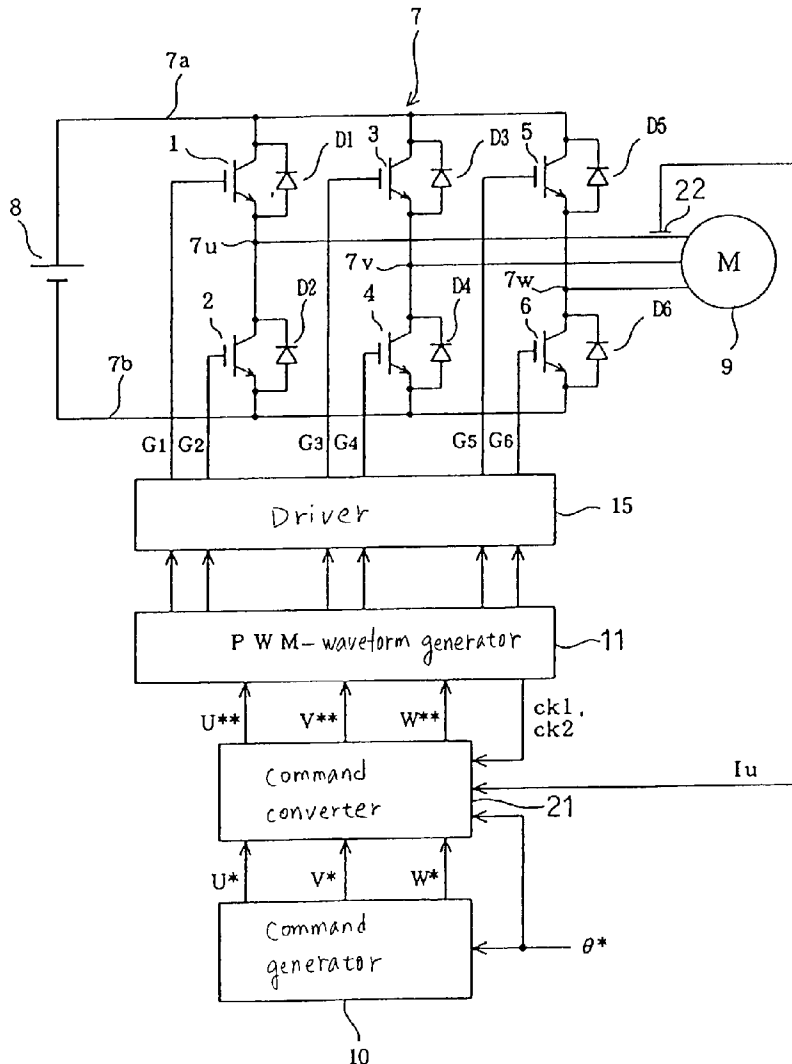 7
7a
1
D1
3
D3
5
D5
8
22
7u
7v
7w
M
2
D2
4
D4
6
D6
9
7b
G1 G2 G3 G4 G5 G6
Driver
15
PWM-waveform generator
11
U** V** W**
ck1,
ck2
Command
converter
Iu
21
U* V* W*
Command
generator
θ*
10